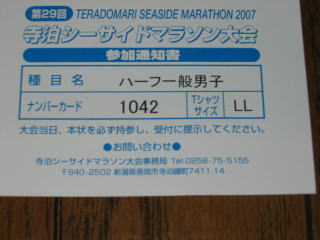 第29回 TERADOMARI SEASIDE MARATHON 2007
寺泊シーサイドマラソン大会
参加通知書
種目名 ハーフ一般男子
ナンバーカード 1042 Tシャツサイズ LL
大会当日、本状を必ず持参し、受付に提示してください。
●お問い合わせ●
寺泊シーサイドマラソン大会事務局 Tel.0258-75-5155
〒940-2502 新潟県長岡市寺泊磯町7411-14